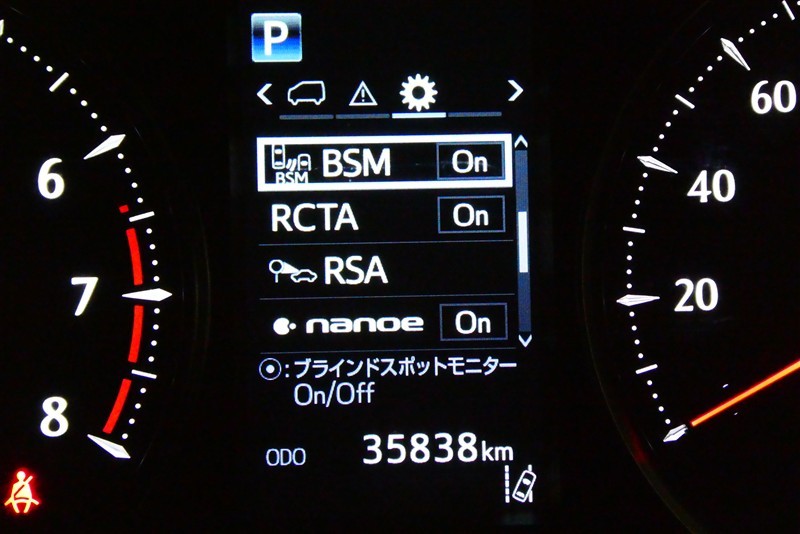 P
BSM BSM On
RCTA On
RSA
nanoe On
:ブラインドスポットモニター
On/Off
ODO 35838km
6
7
8
60
40
20